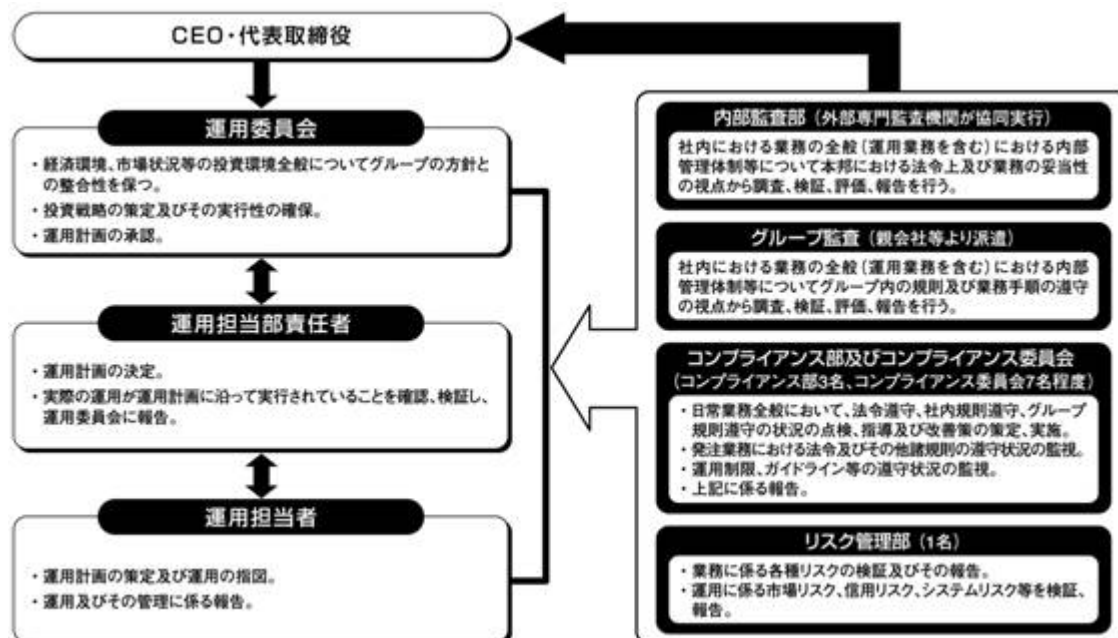 CEO・代表取締役
運用委員会
・経済環境、市場状況等の投資環境全般についてグループの方針と
の整合性を保つ。
・投資戦略の策定及びその実行性の確保。
・運用計画の承認。
運用担当部責任者
・運用計画の決定。
・実際の運用が運用計画に沿って実行されていることを確認、検証し、
運用委員会に報告。
運用担当者
・運用計画の策定及び運用の指図。
・運用及びその管理に係る報告。
内部監査部（外部専門監査機関が協同実行）
社内における業務の全般（運用業務を含む）における内部
管理体制等について本邦における法令上及び業務の妥当性
の視点から調査、検証、評価、報告を行う。
グループ監査（親会社等より派遣）
社内における業務の全般（運用業務を含む）における内部
管理体制等についてグループ内の規則及び業務手順の遵守
の視点から調査、検証、評価、報告を行う。
コンプライアンス部及びコンプライアンス委員会
（コンプライアンス部3名、コンプライアンス委員会7名程度）
・日常業務全般において、法令遵守、社内規則遵守、グループ
規則遵守の状況の点検、指導及び改善策の策定、実施。
・発注業務における法令及びその他諸規則の遵守状況の監視。
・運用制限、ガイドライン等の遵守状況の監視。
・上記に係る報告。
リスク管理部（1名）
・業務に係る各種リスクの検証及びその報告。
・運用に係る市場リスク、信用リスク、システムリスク等を検証、
報告。